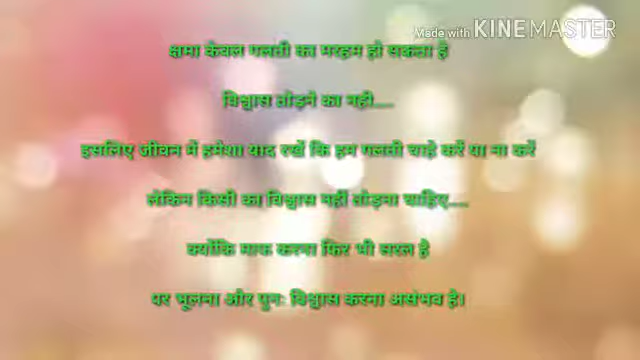 Made with KINEMASTER
क्षमा केवल गलती का मरहम हो सकता है
विश्वास तोड़ने का नही....
इसलिए जीवन में हमेशा याद रखें कि हम गलती चाहे करें या ना करें
लेकिन किसी का विश्वास नहीं तोड़ना चाहिए....
क्योंकि माफ करना फिर भी सरल है
पर भूलना और पुनः विश्वास करना असंभव है।